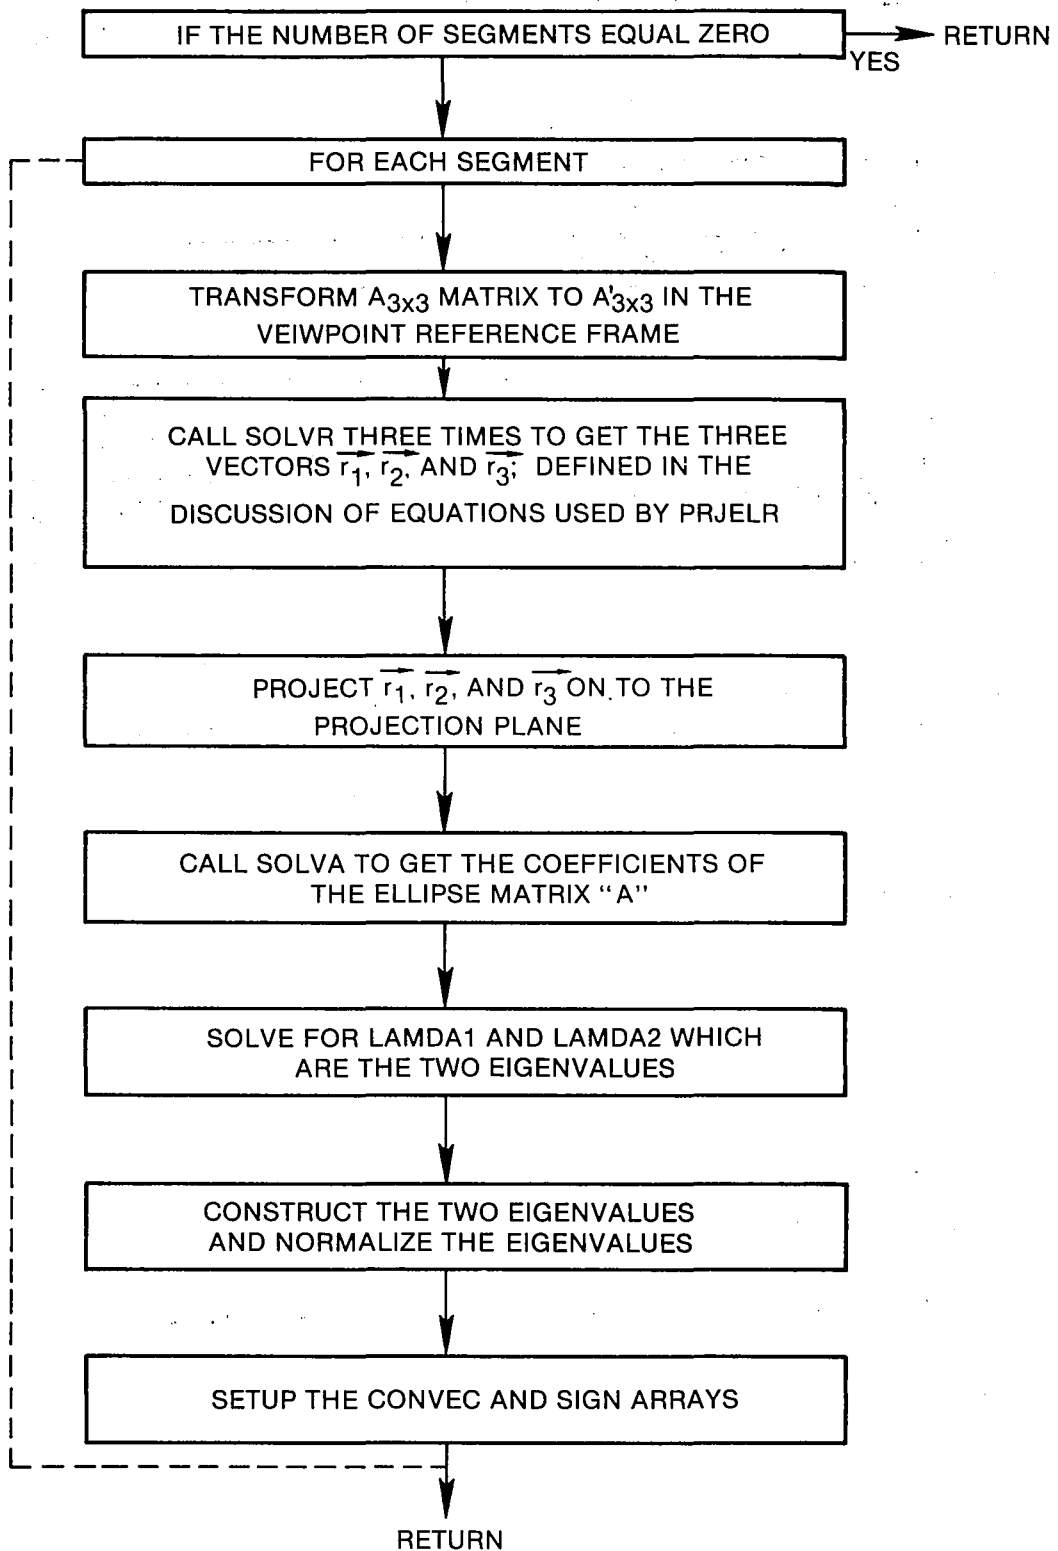 IF THE NUMBER OF SEGMENTS EQUAL ZERO
RETURN
YES
FOR EACH SEGMENT
TRANSFORM A3x3 MATRIX TO A'3x3 IN THE
VEIWPOINT REFERENCE FRAME
CALL SOLVR THREE TIMES TO GET THE THREE
VECTORS r1, r2, AND r3; DEFINED IN THE
DISCUSSION OF EQUATIONS USED BY PRJELR
PROJECT r1, r2, AND r3 ON TO THE
PROJECTION PLANE
CALL SOLVA TO GET THE COEFFICIENTS OF
THE ELLIPSE MATRIX “A”
SOLVE FOR LAMDA1 AND LAMDA2 WHICH
ARE THE TWO EIGENVALUES
CONSTRUCT THE TWO EIGENVALUES
AND NORMALIZE THE EIGENVALUES
SETUP THE CONVEC AND SIGN ARRAYS
RETURN